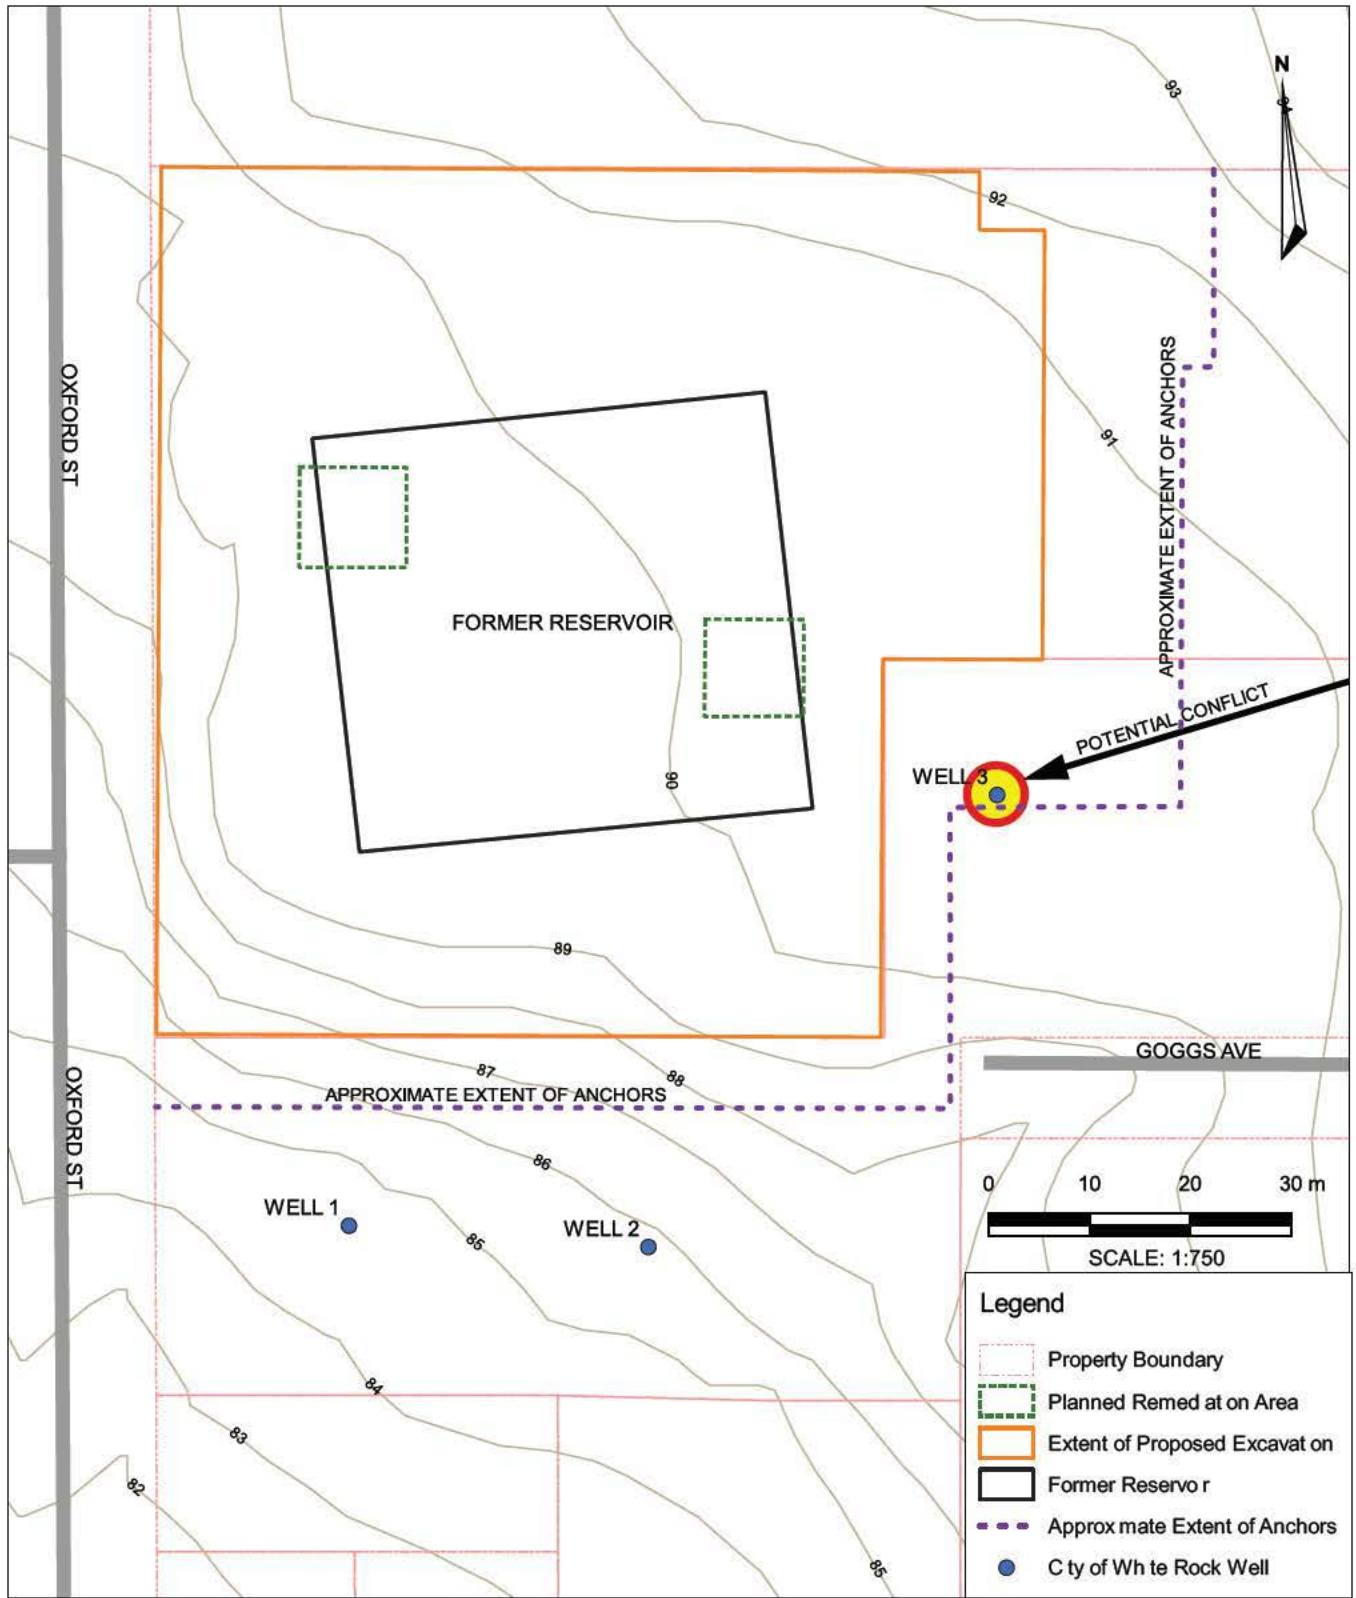 N
93
94
92
OXFORD ST
APPROXIMATE EXTENT OF ANCHORS
91
FORMER RESERVOIR
POTENTIAL CONFLICT
WELL 3
90
89
GOGGS AVE
87
88
APPROXIMATE EXTENT OF ANCHORS
OXFORD ST
86
0 10 20 30 m
WELL 1
WELL 2
85
SCALE: 1:750
84
83
82
85
Legend
Property Boundary
Planned Remed at on Area
Extent of Proposed Excavat on
Former Reservo r
Approx mate Extent of Anchors
C ty of Wh te Rock Well